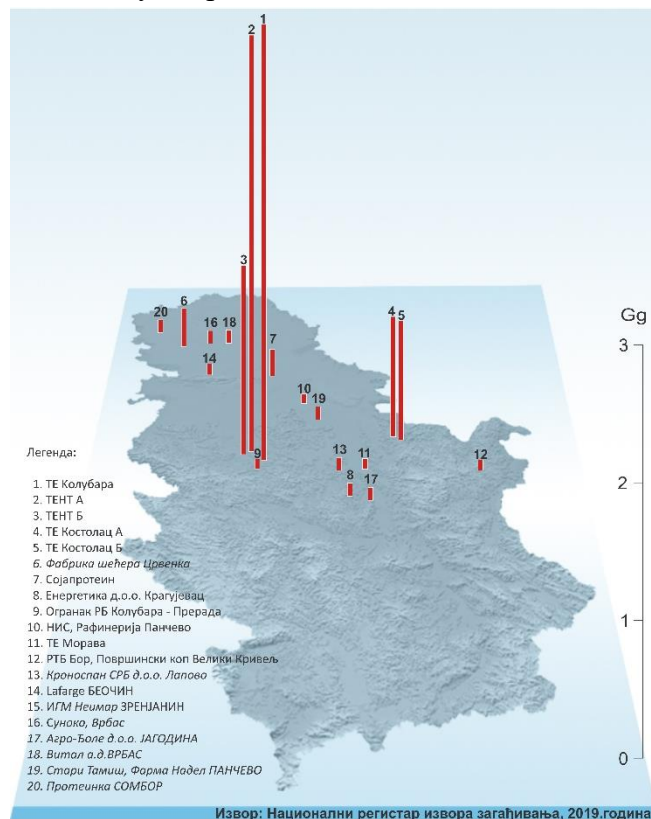 1
2
3
4
5
20
6
16
18
14
7
10
19
9
13
11
8
17
12
Gg
3
2
1
0
Легенда:
1. ТЕ Колубара
2. ТЕНТ А
3. ТЕНТ Б
4. ТЕ Костолац А
5. ТЕ Костолац Б
6. Фабрика шећера Црвенка
7. Сојапротеин
8. Енергетика д.о.о. Крагујевац
9. Огранак РБ Колубара - Прерада
10. НИС, Рафинерија Панчево
11. ТЕ Морава
12. РТБ Бор, Површински коп Велики Кривељ
13. Кроноспан СРБ д.о.о. Лапово
14. Lafarge БЕОЧИН
15. ИГМ Неимар ЗРЕЊАНИН
16. Суноко, Врбас
17. Агро-Ђоле д.о.о. ЈАГОДИНА
18. Витал а.д.ВРБАС
19. Стари Тамиш, Фарма Надел ПАНЧЕВО
20. Протеинка СОМБОР
Извор: Национални регистар извора загађивања, 2019.година